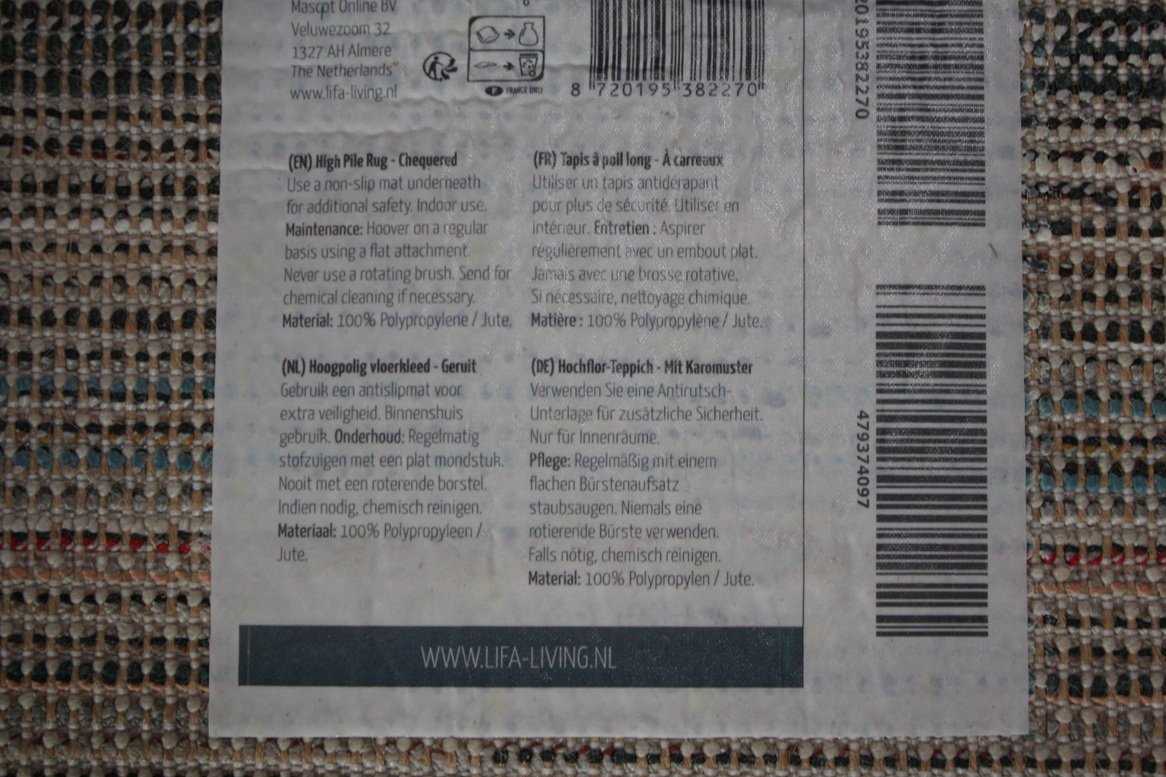 Mascot Online BV
Veluwezoom 32
1327 AH Almere
The Netherlands
www.lifa-living.nl
FRANCE ONLY
8 720195 382270
(EN) High Pile Rug - Chequered
Use a non-slip mat underneath
for additional safety. Indoor use.
Maintenance: Hoover on a regular
basis using a flat attachment.
Never use a rotating brush. Send for
chemical cleaning if necessary.
Material: 100% Polypropylene / Jute.
(FR) Tapis à poil long - À carreaux
Utiliser un tapis antidérapant
pour plus de sécurité. Utiliser en
intérieur. Entretien : Aspirer
régulièrement avec un embout plat.
Jamais avec une brosse rotative.
Si nécessaire, nettoyage chimique.
Matière : 100% Polypropylène / Jute.
(NL) Hoogpolig vloerkleed - Geruit
Gebruik een antislipmat voor
extra veiligheid. Binnenshuis
gebruik. Onderhoud: Regelmatig
stofzuigen met een plat mondstuk.
Nooit met een roterende borstel.
Indien nodig, chemisch reinigen.
Materiaal: 100% Polypropyleen /
Jute.
(DE) Hochflor-Teppich - Mit Karomuster
Verwenden Sie eine Antirutsch-
Unterlage für zusätzliche Sicherheit.
Nur für Innenräume.
Pflege: Regelmäßig mit einem
flachen Bürstenaufsatz
staubsaugen. Niemals eine
rotierende Bürste verwenden.
Falls nötig, chemisch reinigen.
Material: 100% Polypropylen / Jute.
WWW.LIFA-LIVING.NL
0195382270
479374097